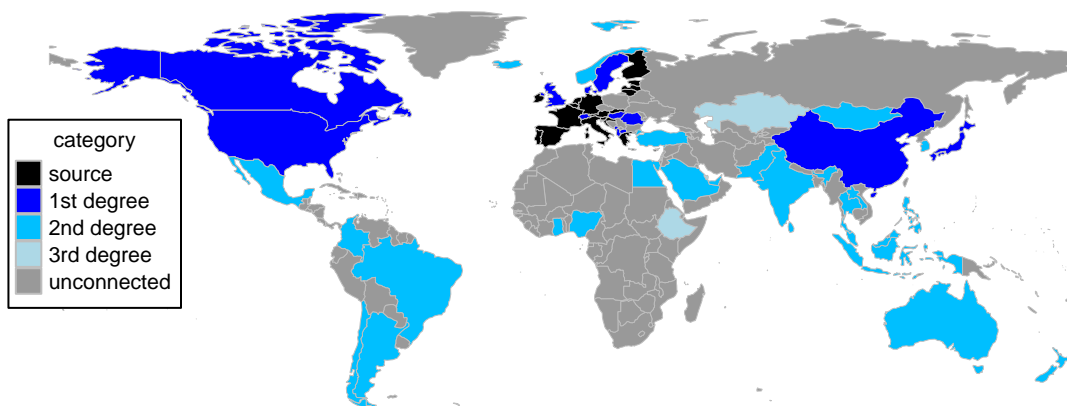 category
source
1st degree
2nd degree
3rd degree
unconnected